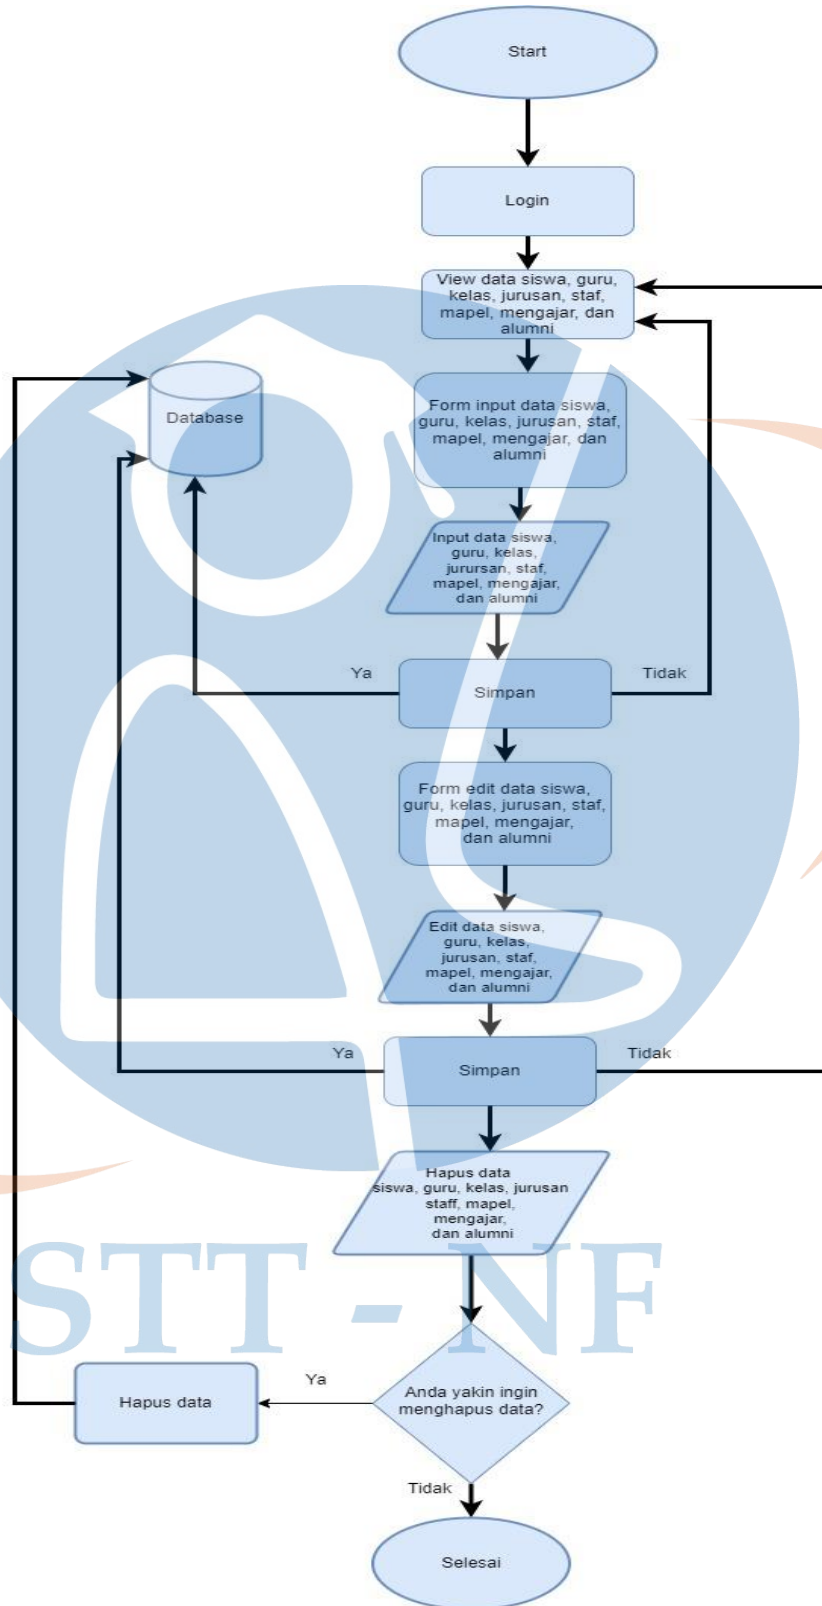 Start
Login
View data siswa, guru,
kelas, jurusan, staf,
mapel, mengajar, dan
alumni
Database
Form input data siswa,
guru, kelas, jurusan, staf,
mapel, mengajar, dan
alumni
Input data siswa,
guru, kelas,
jurursan, staf,
mapel, mengajar,
dan alumni
Ya
Simpan
Tidak
Form edit data siswa,
guru, kelas, jurusan, staf,
mapel, mengajar,
dan alumni
Edit data siswa,
guru, kelas,
jurusan, staf,
mapel, mengajar,
dan alumni
Ya
Simpan
Tidak
Hapus data
siswa, guru, kelas, jurusan
staff, mapel,
mengajar,
dan alumni
STT - NF
Hapus data
Ya
Anda yakin ingin
menghapus data?
Tidak
Selesai